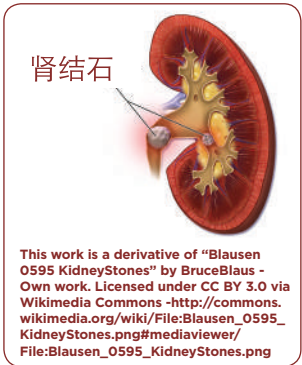 肾结石
This work is a derivative of “Blausen
0595 KidneyStones” by BruceBlaus -
Own work. Licensed under CC BY 3.0 via
Wikimedia Commons -http://commons.
wikimedia.org/wiki/File:Blausen_0595_
KidneyStones.png#mediaviewer/
File:Blausen_0595_KidneyStones.png